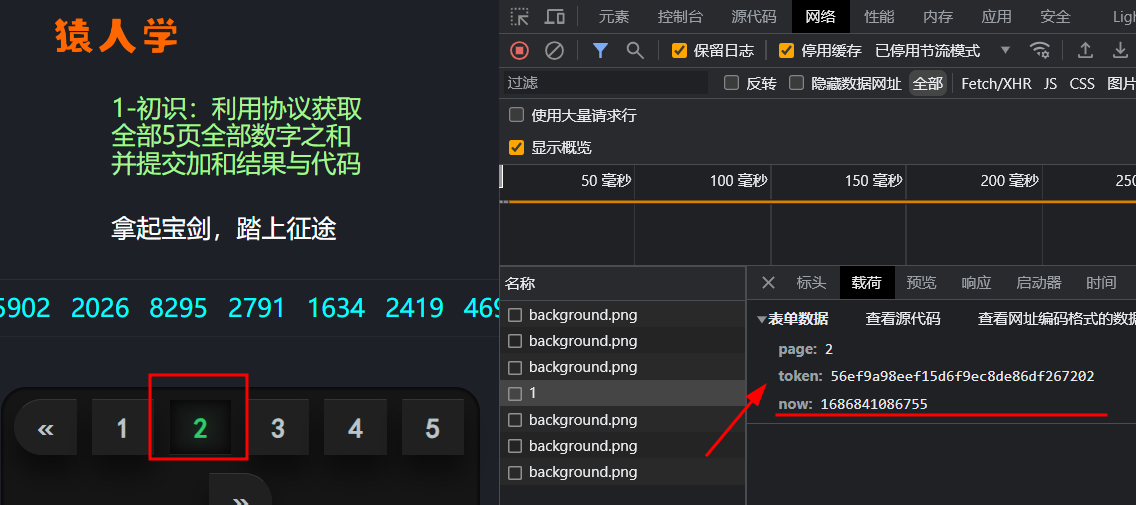 猿人学
1-初识：利用协议获取
全部5页全部数字之和
并提交加和结果与代码
拿起宝剑，踏上征途
5902 2026 8295 2791 1634 2419 469
« 1 2 3 4 5
»
元素 控制台 源代码 网络 性能 内存 应用 安全 Ligh
保留日志 停用缓存 已停用节流模式
过滤 反转 隐藏数据网址 全部 Fetch/XHR JS CSS 图片
使用大量请求行
显示概览
50 毫秒 100 毫秒 150 毫秒 200 毫秒 250
名称
background.png
background.png
background.png
1
background.png
background.png
background.png
标头 载荷 预览 响应 启动器 时间
表单数据 查看源代码 查看网址编码格式的数据
page: 2
token: 56ef9a98eef15d6f9ec8de86df267202
now: 1686841086755